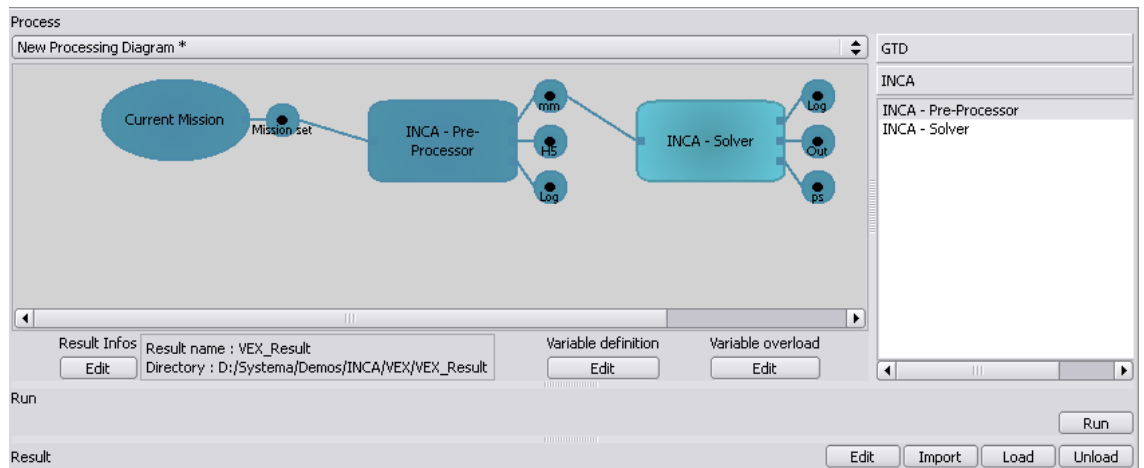 Process
New Processing Diagram *
GTD
INCA
INCA - Pre-Processor
INCA - Solver
Current Mission
Mission set
INCA - Pre-
Processor
mm
H5
Log
INCA - Solver
Log
Out
ps
Result Infos
Edit
Result name : VEX_Result
Directory : D:/Systema/Demos/INCA/VEX/VEX_Result
Variable definition
Edit
Variable overload
Edit
Run
Run
Result
Edit
Import
Load
Unload